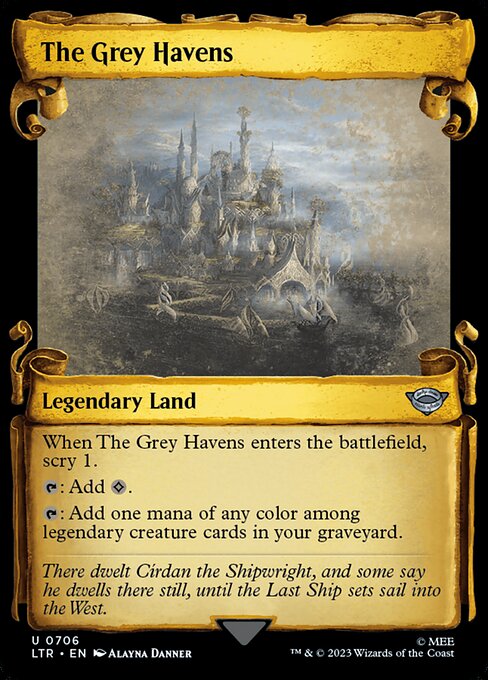 The Grey Havens
Legendary Land
When The Grey Havens enters the battlefield,
scry 1.
: Add .
: Add one mana of any color among
legendary creature cards in your graveyard.
There dwelt Círdan the Shipwright, and some say
he dwells there still, until the Last Ship sets sail into
the West.
U 0706
LTR • EN Alayna Danner
© MEE
™ & © 2023 Wizards of the Coast